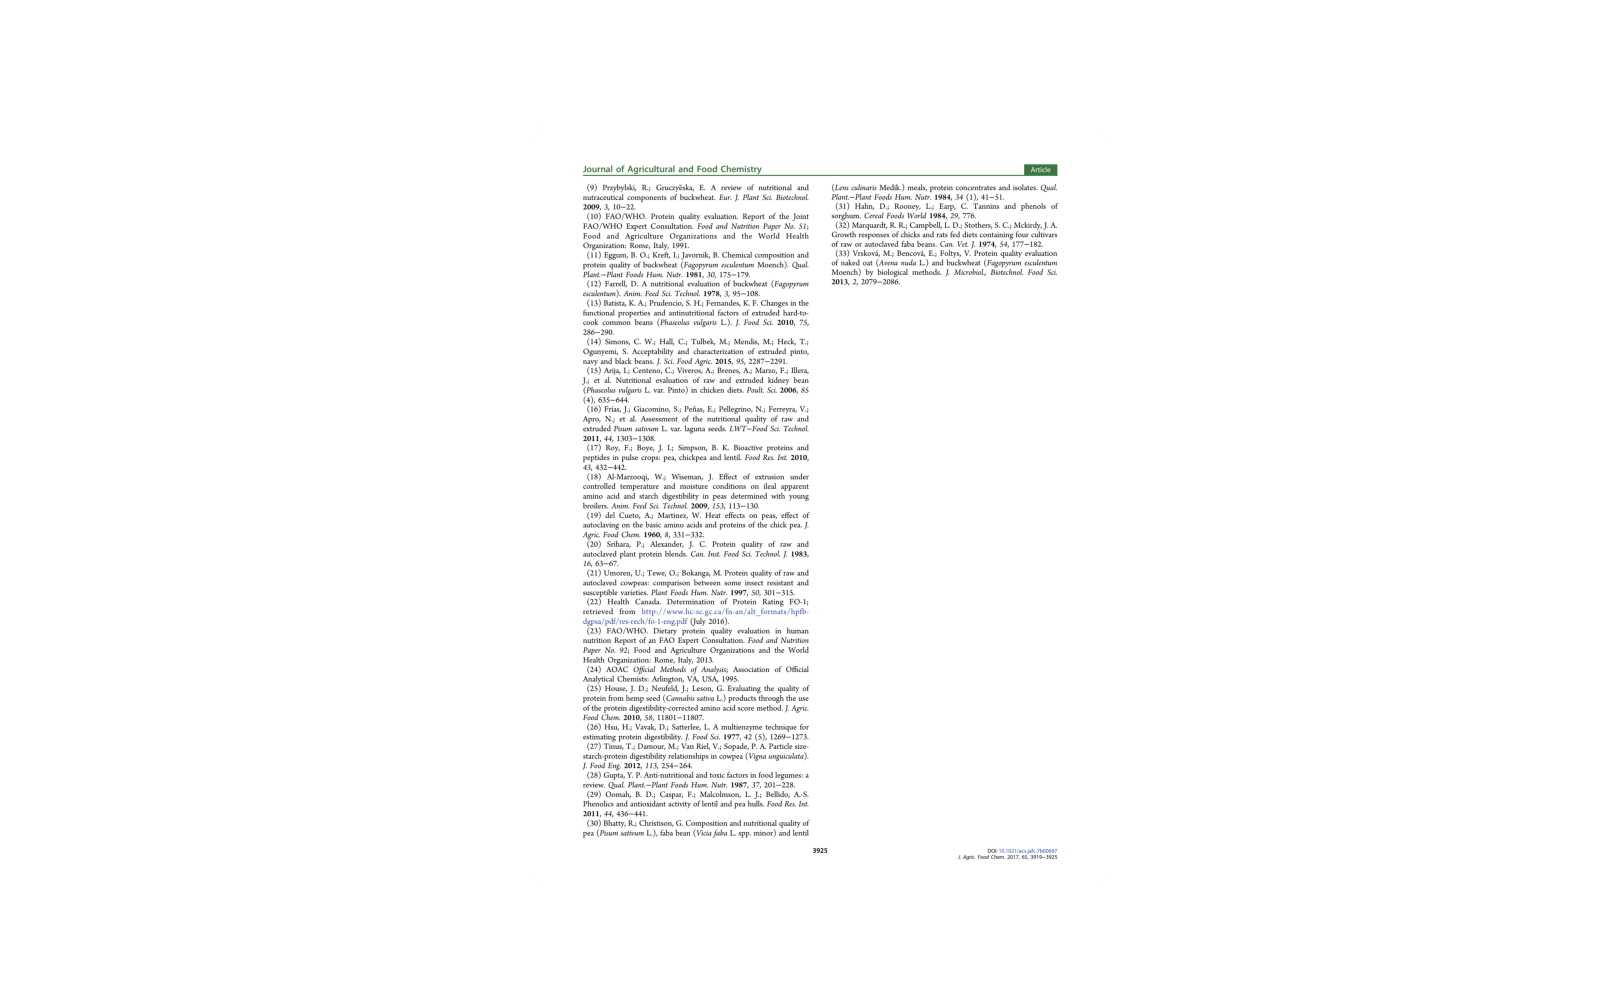 Journal of Agricultural and Food Chemistry
Article
(9) Przybylski, R.; Gruczyëska, E. A review of nutritional and
nutraceutical components of buckwheat. Eur. J. Plant Sci. Biotechnol.
2009, 3, 10−22.
(10) FAO/WHO. Protein quality evaluation. Report of the Joint
FAO/WHO Expert Consultation. Food and Nutrition Paper No. 51;
Food and Agriculture Organizations and the World Health
Organization: Rome, Italy, 1991.
(11) Eggum, B. O.; Kreft, I.; Javornik, B. Chemical composition and
protein quality of buckwheat (Fagopyrum esculentum Moench). Qual.
Plant.−Plant Foods Hum. Nutr. 1981, 30, 175−179.
(12) Farrell, D. A nutritional evaluation of buckwheat (Fagopyrum
esculentum). Anim. Feed Sci. Technol. 1978, 3, 95−108.
(13) Batista, K. A.; Prudencio, S. H.; Fernandes, K. F. Changes in the
functional properties and antinutritional factors of extruded hard-to-
cook common beans (Phaseolus vulgaris L.). J. Food Sci. 2010, 75,
286−290.
(14) Simons, C. W.; Hall, C.; Tulbek, M.; Mendis, M.; Heck, T.;
Ogunyemi, S. Acceptability and characterization of extruded pinto,
navy and black beans. J. Sci. Food Agric. 2015, 95, 2287−2291.
(15) Arija, I.; Centeno, C.; Viveros, A.; Brenes, A.; Marzo, F.; Illera,
J.; et al. Nutritional evaluation of raw and extruded kidney bean
(Phaseolus vulgaris L. var. Pinto) in chicken diets. Poult. Sci. 2006, 85
(4), 635−644.
(16) Frías, J.; Giacomino, S.; Peñas, E.; Pellegrino, N.; Ferreyra, V.;
Apro, N.; et al. Assessment of the nutritional quality of raw and
extruded Pisum sativum L. var. laguna seeds. LWT−Food Sci. Technol.
2011, 44, 1303−1308.
(17) Roy, F.; Boye, J. I.; Simpson, B. K. Bioactive proteins and
peptides in pulse crops: pea, chickpea and lentil. Food Res. Int. 2010,
43, 432−442.
(18) Al-Marzooqi, W.; Wiseman, J. Effect of extrusion under
controlled temperature and moisture conditions on ileal apparent
amino acid and starch digestibility in peas determined with young
broilers. Anim. Feed Sci. Technol. 2009, 153, 113−130.
(19) del Cueto, A.; Martinez, W. Heat effects on peas, effect of
autoclaving on the basic amino acids and proteins of the chick pea. J.
Agric. Food Chem. 1960, 8, 331−332.
(20) Srihara, P.; Alexander, J. C. Protein quality of raw and
autoclaved plant protein blends. Can. Inst. Food Sci. Technol. J. 1983,
16, 63−67.
(21) Umoren, U.; Tewe, O.; Bokanga, M. Protein quality of raw and
autoclaved cowpeas: comparison between some insect resistant and
susceptible varieties. Plant Foods Hum. Nutr. 1997, 50, 301−315.
(22) Health Canada. Determination of Protein Rating FO-1;
retrieved from http://www.hc-sc.gc.ca/fn-an/alt_formats/hpfb-
dgpsa/pdf/res-rech/fo-1-eng.pdf (July 2016).
(23) FAO/WHO. Dietary protein quality evaluation in human
nutrition Report of an FAO Expert Consultation. Food and Nutrition
Paper No. 92; Food and Agriculture Organizations and the World
Health Organization: Rome, Italy, 2013.
(24) AOAC Official Methods of Analysis; Association of Official
Analytical Chemists: Arlington, VA, USA, 1995.
(25) House, J. D.; Neufeld, J.; Leson, G. Evaluating the quality of
protein from hemp seed (Cannabis sativa L.) products through the use
of the protein digestibility-corrected amino acid score method. J. Agric.
Food Chem. 2010, 58, 11801−11807.
(26) Hsu, H.; Vavak, D.; Satterlee, L. A multienzyme technique for
estimating protein digestibility. J. Food Sci. 1977, 42 (5), 1269−1273.
(27) Tinus, T.; Damour, M.; Van Riel, V.; Sopade, P. A. Particle size-
starch-protein digestibility relationships in cowpea (Vigna unguiculata).
J. Food Eng. 2012, 113, 254−264.
(28) Gupta, Y. P. Anti-nutritional and toxic factors in food legumes: a
review. Qual. Plant.−Plant Foods Hum. Nutr. 1987, 37, 201−228.
(29) Oomah, B. D.; Caspar, F.; Malcolmson, L. J.; Bellido, A.-S.
Phenolics and antioxidant activity of lentil and pea hulls. Food Res. Int.
2011, 44, 436−441.
(30) Bhatty, R.; Christison, G. Composition and nutritional quality of
pea (Pisum sativum L.), faba bean (Vicia faba L. spp. minor) and lentil
(Lens culinaris Medik.) meals, protein concentrates and isolates. Qual.
Plant.−Plant Foods Hum. Nutr. 1984, 34 (1), 41−51.
(31) Hahn, D.; Rooney, L.; Earp, C. Tannins and phenols of
sorghum. Cereal Foods World 1984, 29, 776.
(32) Marquardt, R. R.; Campbell, L. D.; Stothers, S. C.; Mckirdy, J. A.
Growth responses of chicks and rats fed diets containing four cultivars
of raw or autoclaved faba beans. Can. Vet. J. 1974, 54, 177−182.
(33) Vrsková, M.; Bencová, E.; Foltys, V. Protein quality evaluation
of naked oat (Avena nuda L.) and buckwheat (Fagopyrum esculentum
Moench) by biological methods. J. Microbiol., Biotechnol. Food Sci.
2013, 2, 2079−2086.
3925
DOI: 10.1021/acs.jafc.7b00697
J. Agric. Food Chem. 2017, 65, 3919−3925